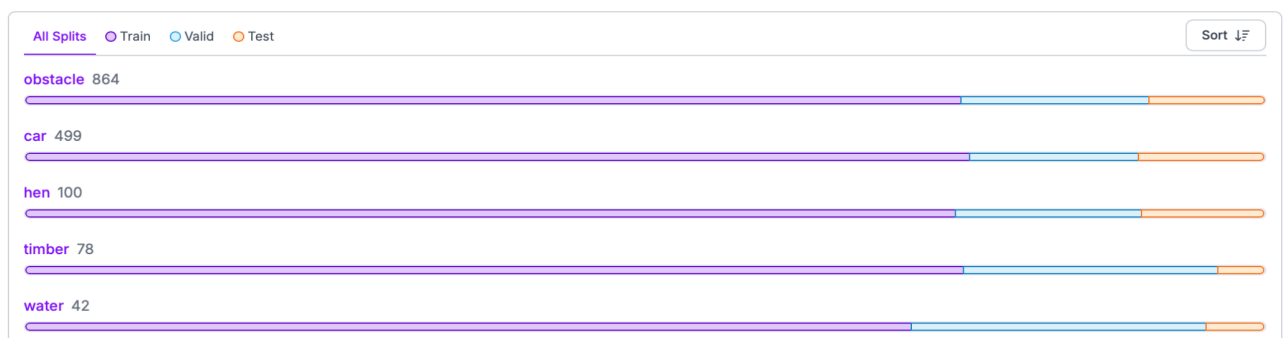 All Splits Train Valid Test Sort
obstacle 864
car 499
hen 100
timber 78
water 42